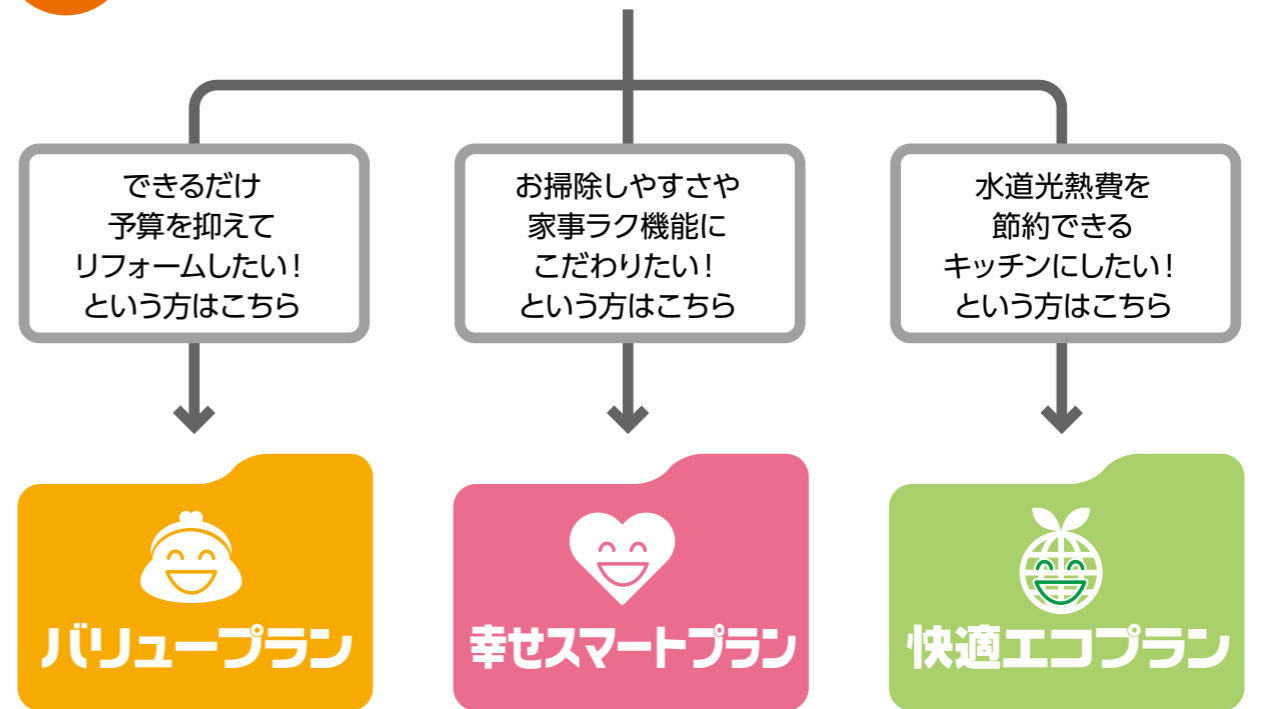 できるだけ
予算を抑えて
リフォームしたい!
という方はこちら
お掃除しやすさや
家事ラク機能に
こだわりたい!
という方はこちら
水道光熱費を
節約できる
キッチンにしたい!
という方はこちら
バリュープラン
幸せスマートプラン
快適エコプラン